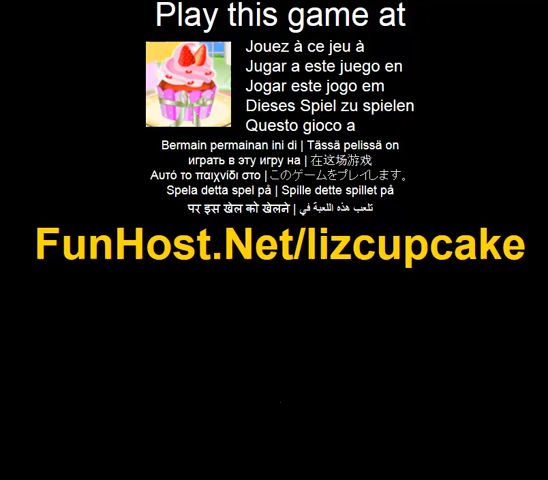 Play this game at
Jouez à ce jeu à
Jugar a este juego en
Jogar este jogo em
Dieses Spiel zu spielen
Questo gioco a
Bermain permainan ini di | Tässä pelissä on
играть в эту игру на | 在这场游戏
Αυτό το παιχνίδι στο | このゲームをプレイします。
Spela detta spel på | Spille dette spillet på
पर इस खेल को खेलने | تلعب هذه اللعبة في
FunHost.Net/lizcupcake